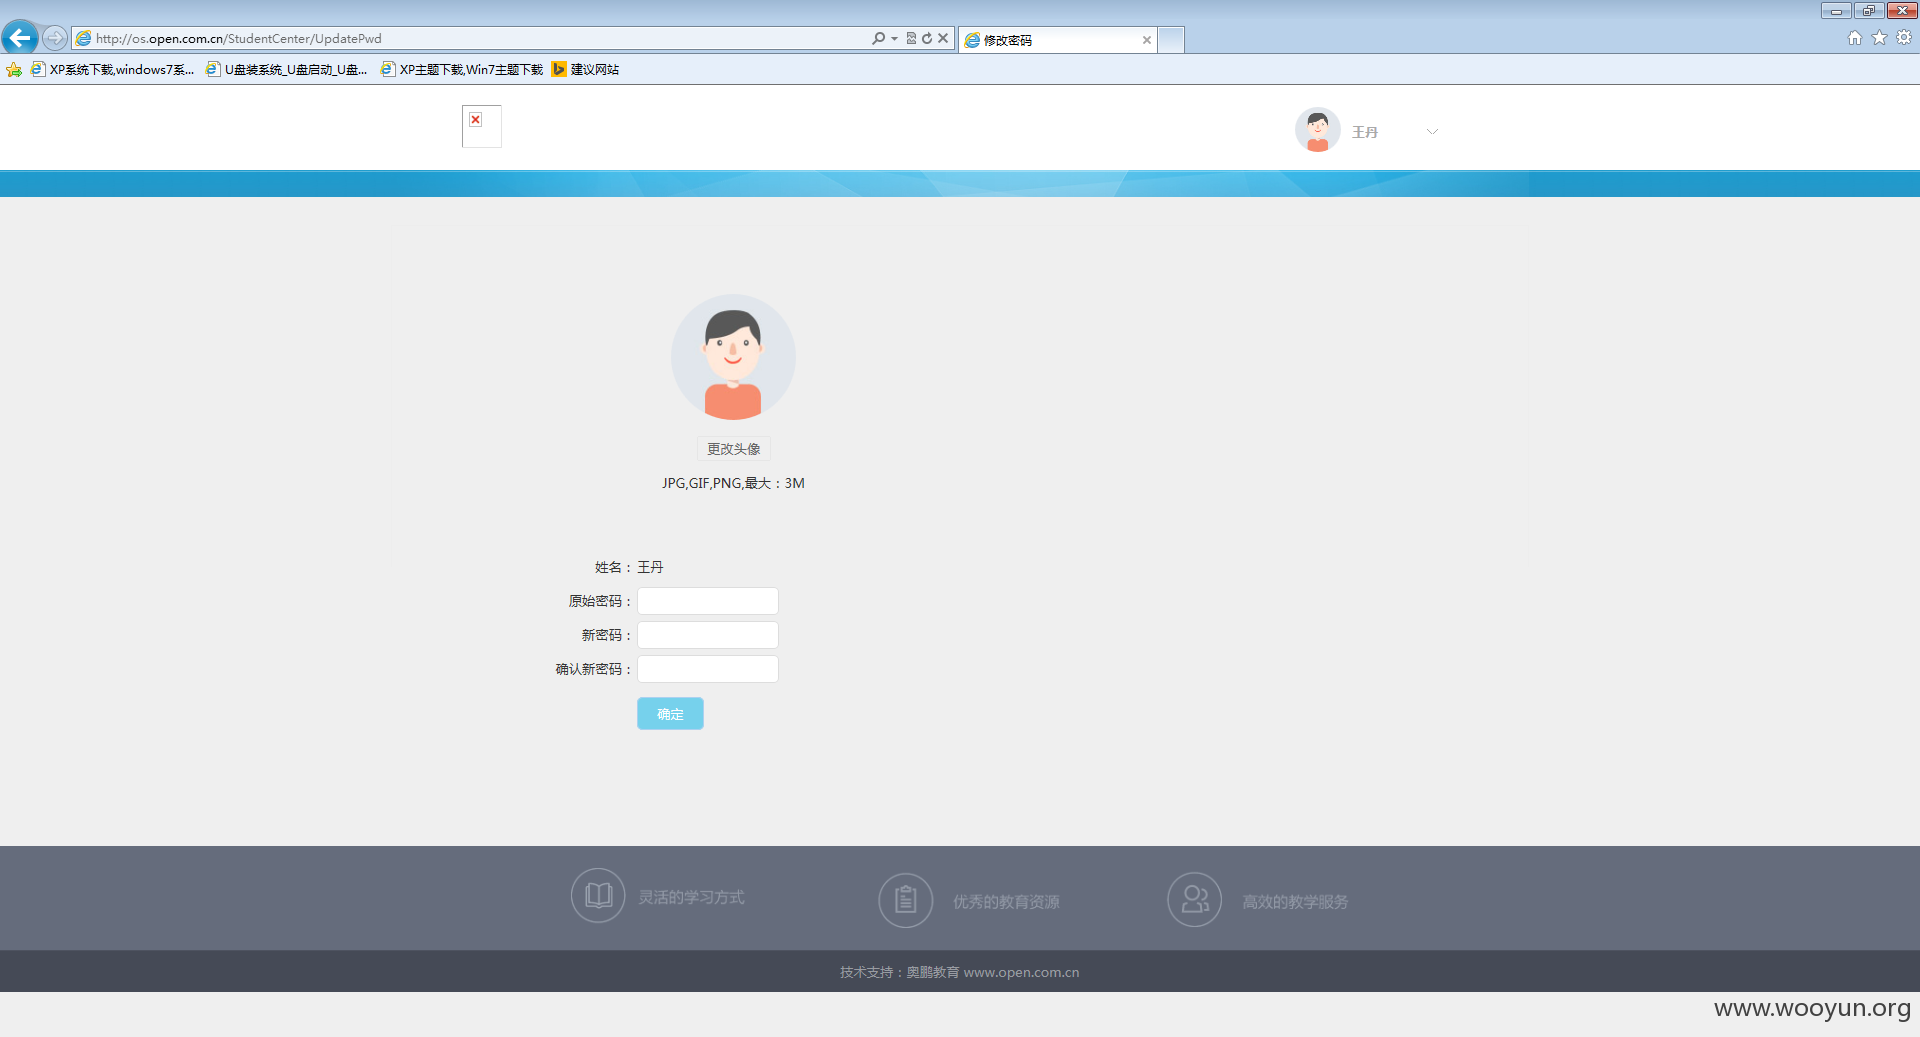 http://os.open.com.cn/StudentCenter/UpdatePwd
修改密码
XP系统下载,windows7系...
U盘装系统_U盘启动_U盘...
XP主题下载,Win7主题下载
建议网站
王丹
更改头像
JPG,GIF,PNG,最大：3M
姓名：王丹
原始密码：
新密码：
确认新密码：
确定
灵活的学习方式
优秀的教育资源
高效的教学服务
技术支持：奥鹏教育 www.open.com.cn
www.wooyun.org